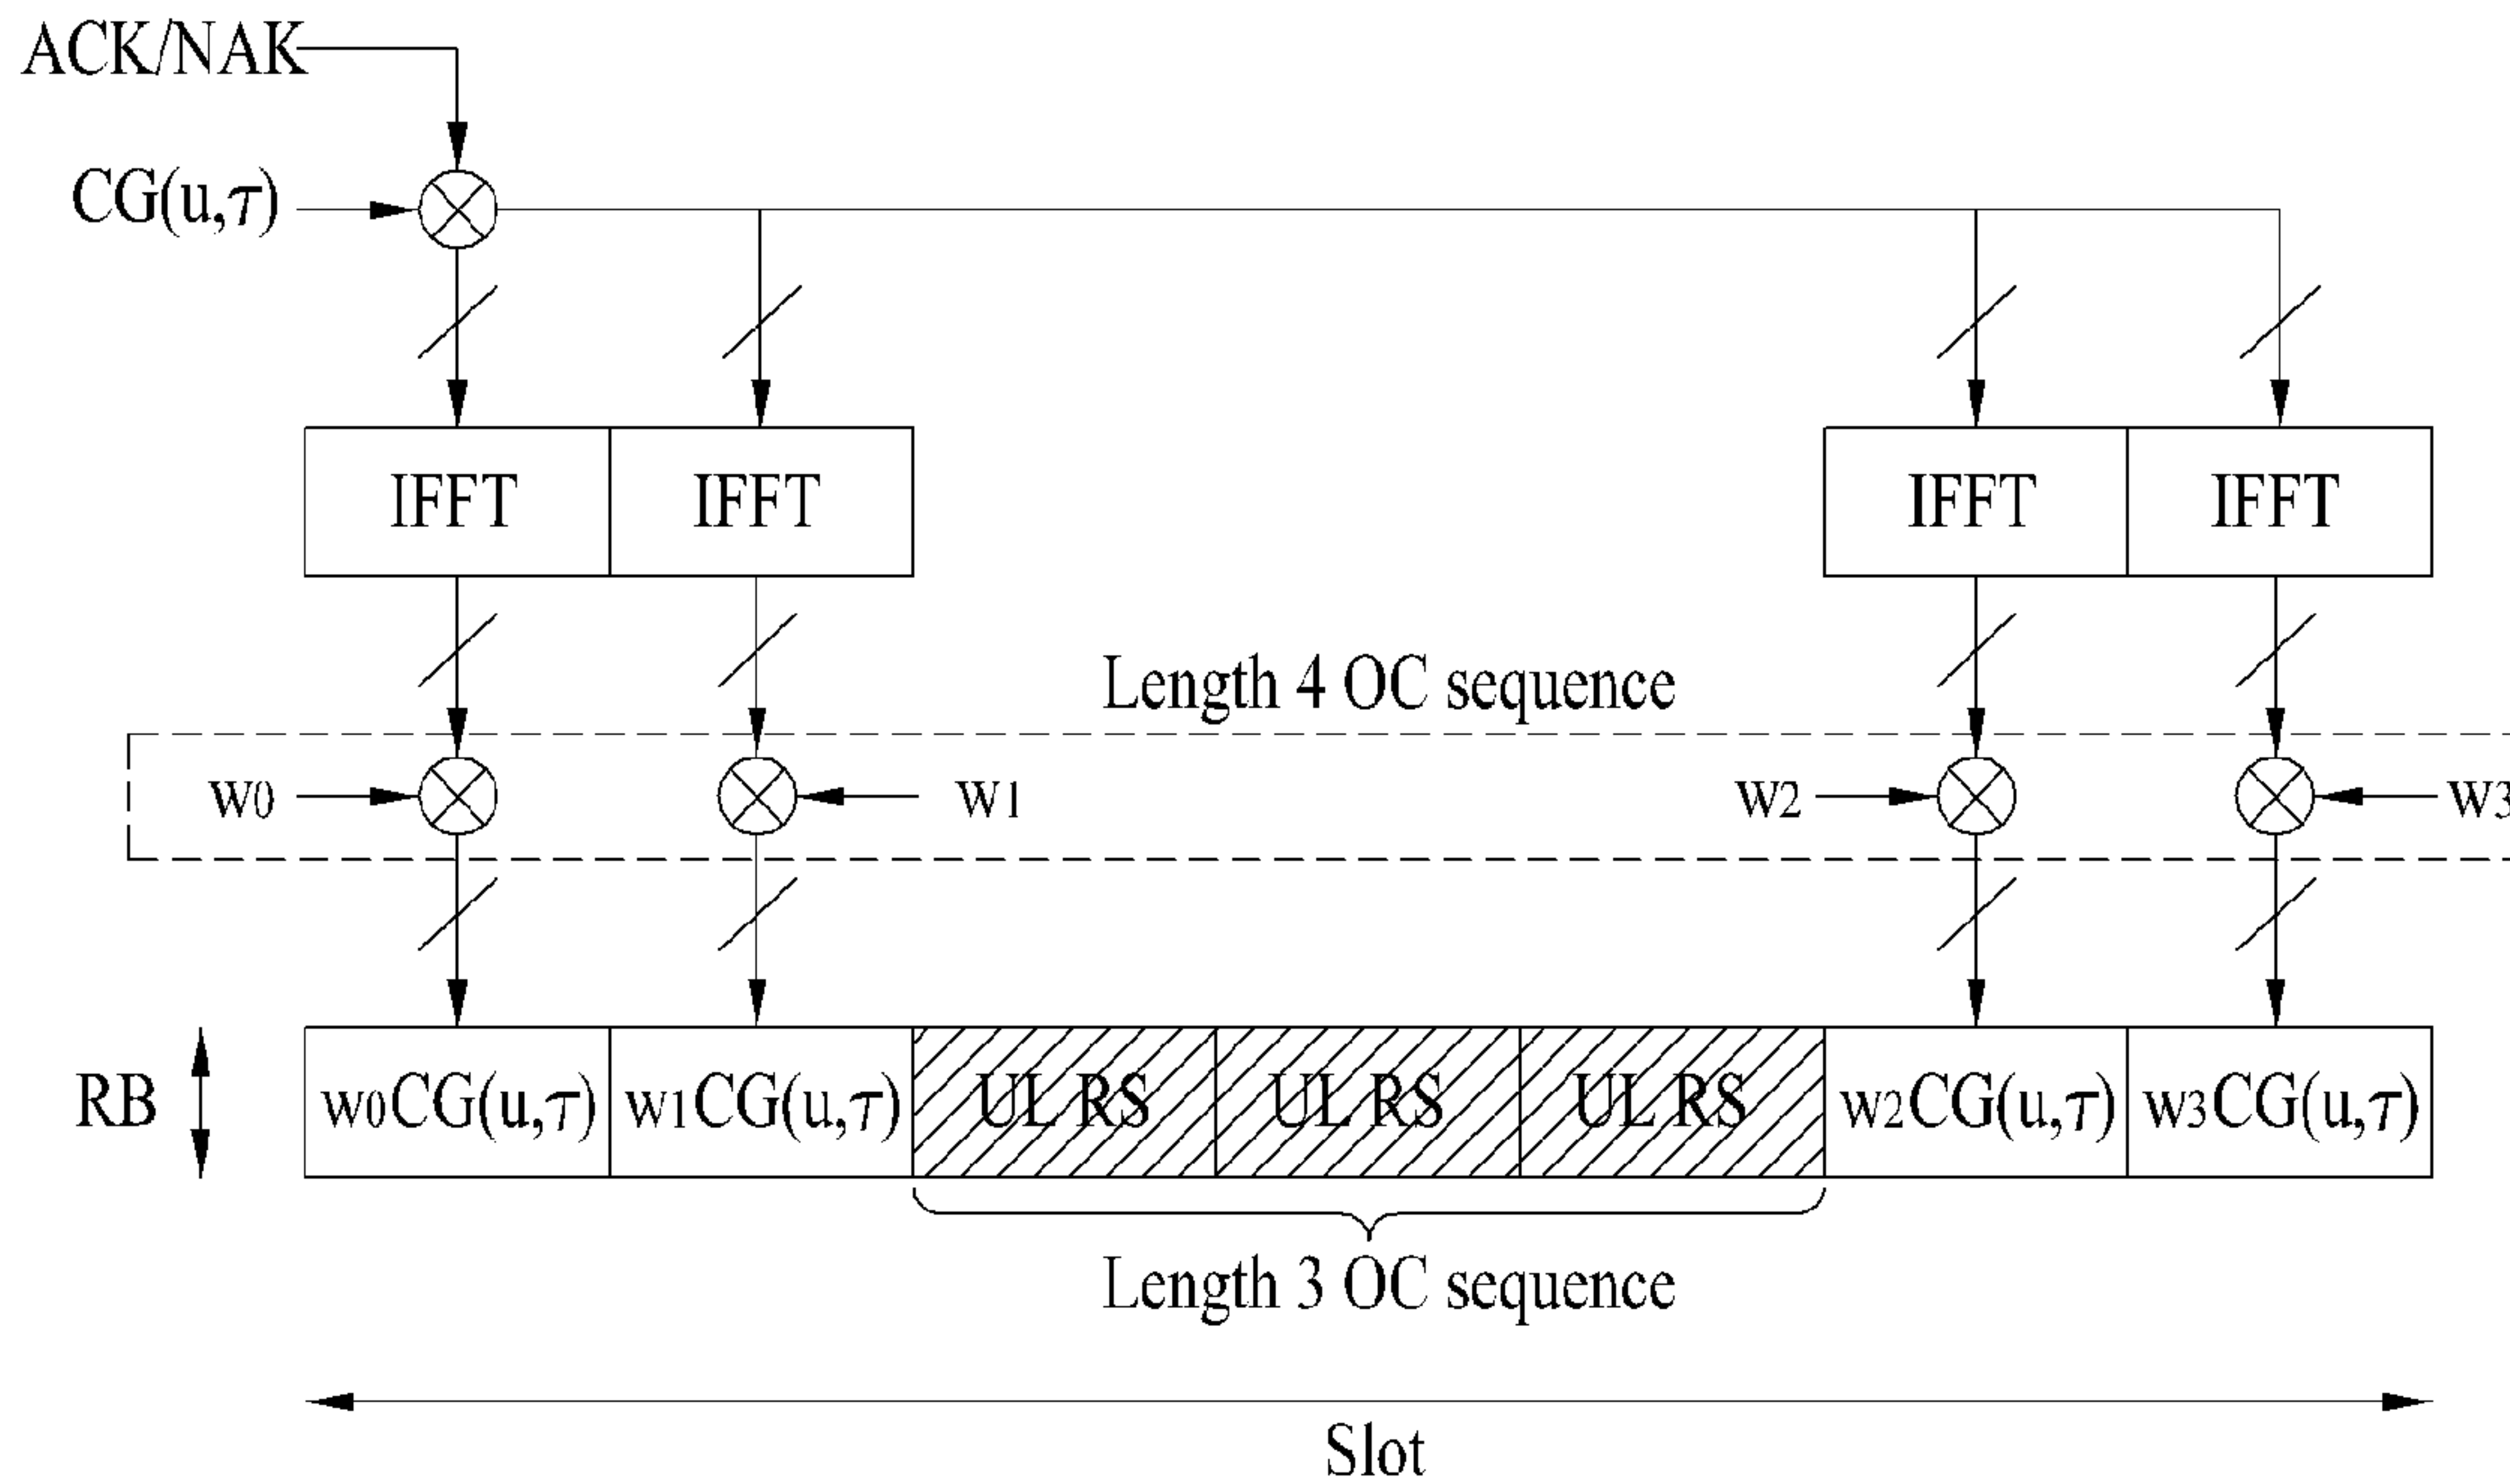 ACK/NAK
CG(u,τ)
IFFT IFFT IFFT IFFT
Length 4 OC sequence
w0 w1 w2 w3
RB w0CG(u,τ) w1CG(u,τ) UL RS UL RS UL RS w2CG(u,τ) w3CG(u,τ)
Length 3 OC sequence
Slot